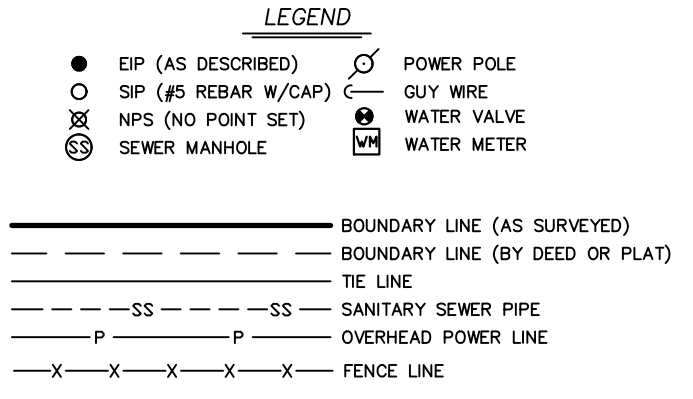 LEGEND
EIP (AS DESCRIBED)
SIP (#5 REBAR W/CAP)
NPS (NO POINT SET)
SS SEWER MANHOLE
POWER POLE
GUY WIRE
WATER VALVE
WM WATER METER
BOUNDARY LINE (AS SURVEYED)
BOUNDARY LINE (BY DEED OR PLAT)
TIE LINE
SS SS SANITARY SEWER PIPE
P P OVERHEAD POWER LINE
X X X X X FENCE LINE